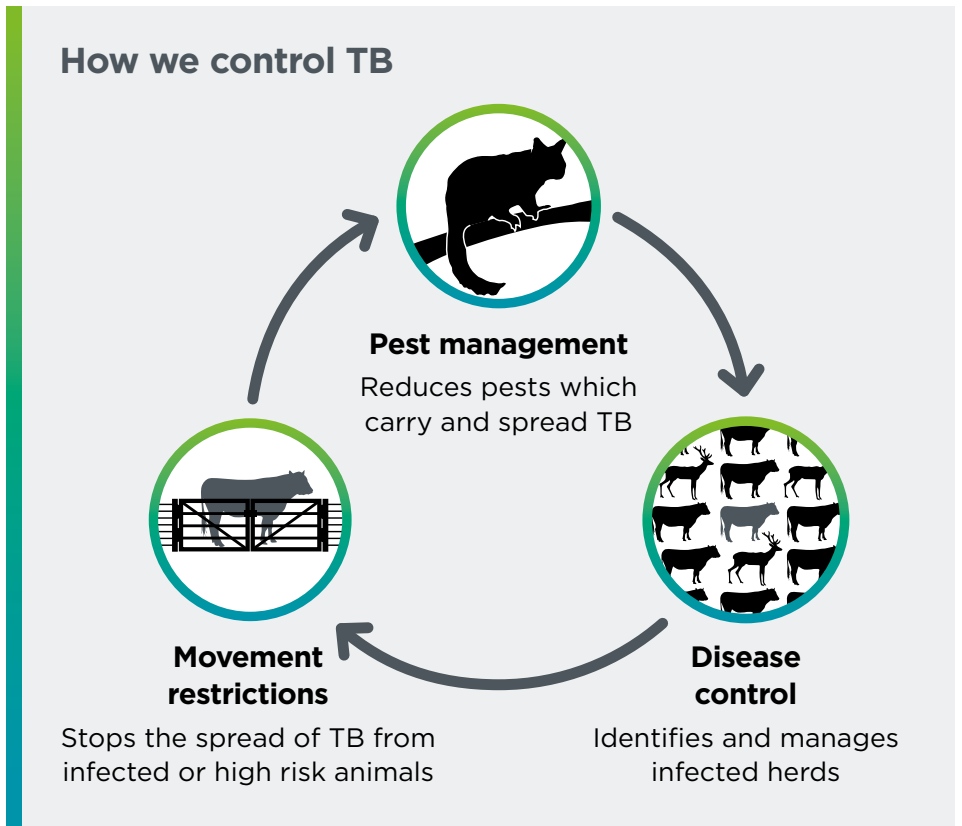 How we control TB
Pest management
Reduces pests which
carry and spread TB
Movement
restrictions
Stops the spread of TB from
infected or high risk animals
Disease
control
Identifies and manages
infected herds